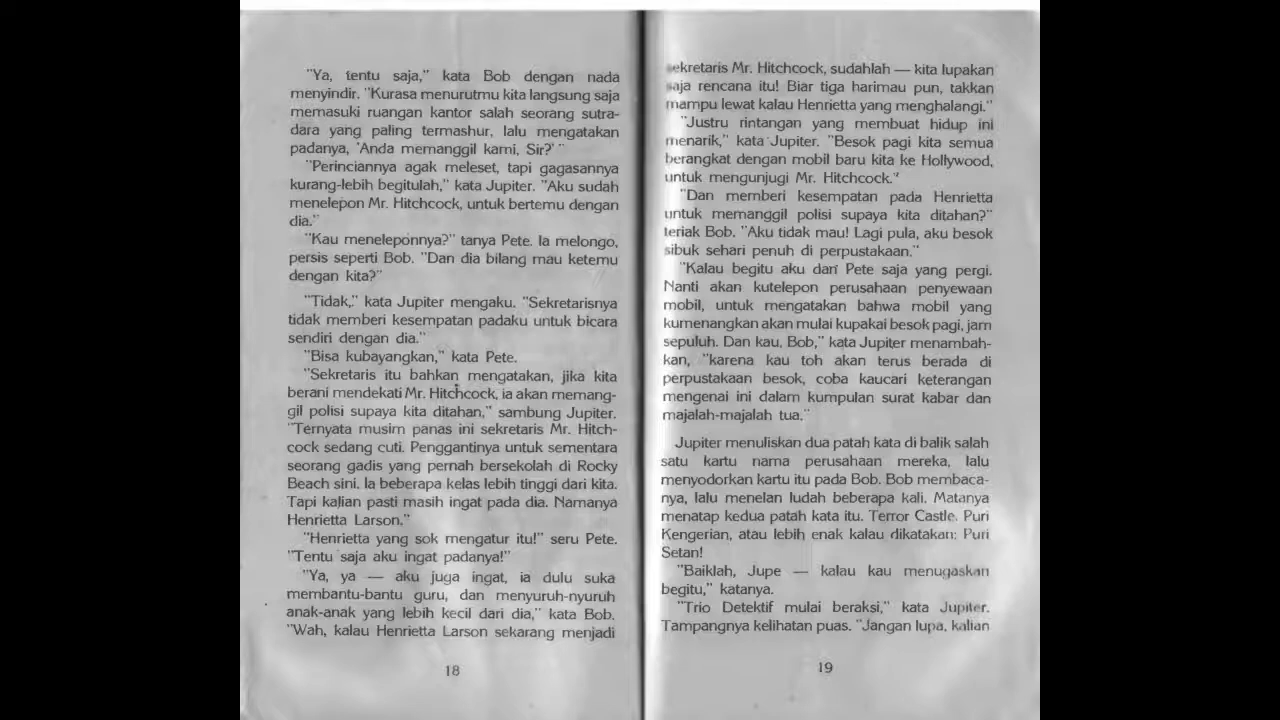 "Ya, tentu saja," kata Bob dengan nada
menyindir. "Kurasa menurutmu kita langsung saja
memasuki ruangan kantor salah seorang sutra-
dara yang paling termashur, lalu mengatakan
padanya, 'Anda memanggil kami, Sir?' "
"Perinciannya agak meleset, tapi gagasannya
kurang-lebih begitulah," kata Jupiter. "Aku sudah
menelepon Mr. Hitchcock, untuk bertemu dengan
dia."
"Kau meneleponnya?" tanya Pete. Ia melongo,
persis seperti Bob. "Dan dia bilang mau ketemu
dengan kita?"
"Tidak," kata Jupiter mengaku. "Sekretarisnya
tidak memberi kesempatan padaku untuk bicara
sendiri dengan dia."
"Bisa kubayangkan," kata Pete.
"Sekretaris itu bahkan mengatakan, jika kita
berani mendekati Mr. Hitchcock, ia akan memang-
gil polisi supaya kita ditahan," sambung Jupiter.
"Ternyata musim panas ini sekretaris Mr. Hitch-
cock sedang cuti. Penggantinya untuk sementara
seorang gadis yang pernah bersekolah di Rocky
Beach sini. Ia beberapa kelas lebih tinggi dari kita.
Tapi kalian pasti masih ingat pada dia. Namanya
Henrietta Larson."
"Henrietta yang sok mengatur itu!" seru Pete.
"Tentu saja aku ingat padanya!"
"Ya, ya — aku juga ingat, ia dulu suka
membantu-bantu guru, dan menyuruh-nyuruh
anak-anak yang lebih kecil dari dia," kata Bob.
"Wah, kalau Henrietta Larson sekarang menjadi
18
sekretaris Mr. Hitchcock, sudahlah — kita lupakan
saja rencana itu! Biar tiga harimau pun, takkan
mampu lewat kalau Henrietta yang menghalangi."
"Justru rintangan yang membuat hidup ini
menarik," kata Jupiter. "Besok pagi kita semua
berangkat dengan mobil baru kita ke Hollywood,
untuk mengunjugi Mr. Hitchcock."
"Dan memberi kesempatan pada Henrietta
untuk memanggil polisi supaya kita ditahan?"
teriak Bob. "Aku tidak mau! Lagi pula, aku besok
sibuk sehari penuh di perpustakaan."
"Kalau begitu aku dari Pete saja yang pergi.
Nanti akan kutelepon perusahaan penyewaan
mobil, untuk mengatakan bahwa mobil yang
kumenangkan akan mulai kupakai besok pagi, jam
sepuluh. Dan kau, Bob," kata Jupiter menambah-
kan, "karena kau toh akan terus berada di
perpustakaan besok, coba kaucari keterangan
mengenai ini dalam kumpulan surat kabar dan
majalah-majalah tua."
Jupiter menuliskan dua patah kata di balik salah
satu kartu nama perusahaan mereka, lalu
menyodorkan kartu itu pada Bob. Bob membaca-
nya, lalu menelan ludah beberapa kali. Matanya
menatap kedua patah kata itu. Terror Castle. Puri
Kengerian, atau lebih enak kalau dikatakan: Puri
Setan!
"Baiklah, Jupe — kalau kau menugaskan
begitu," katanya.
"Trio Detektif mulai beraksi," kata Jupiter.
Tampangnya kelihatan puas. "Jangan lupa, kalian
19